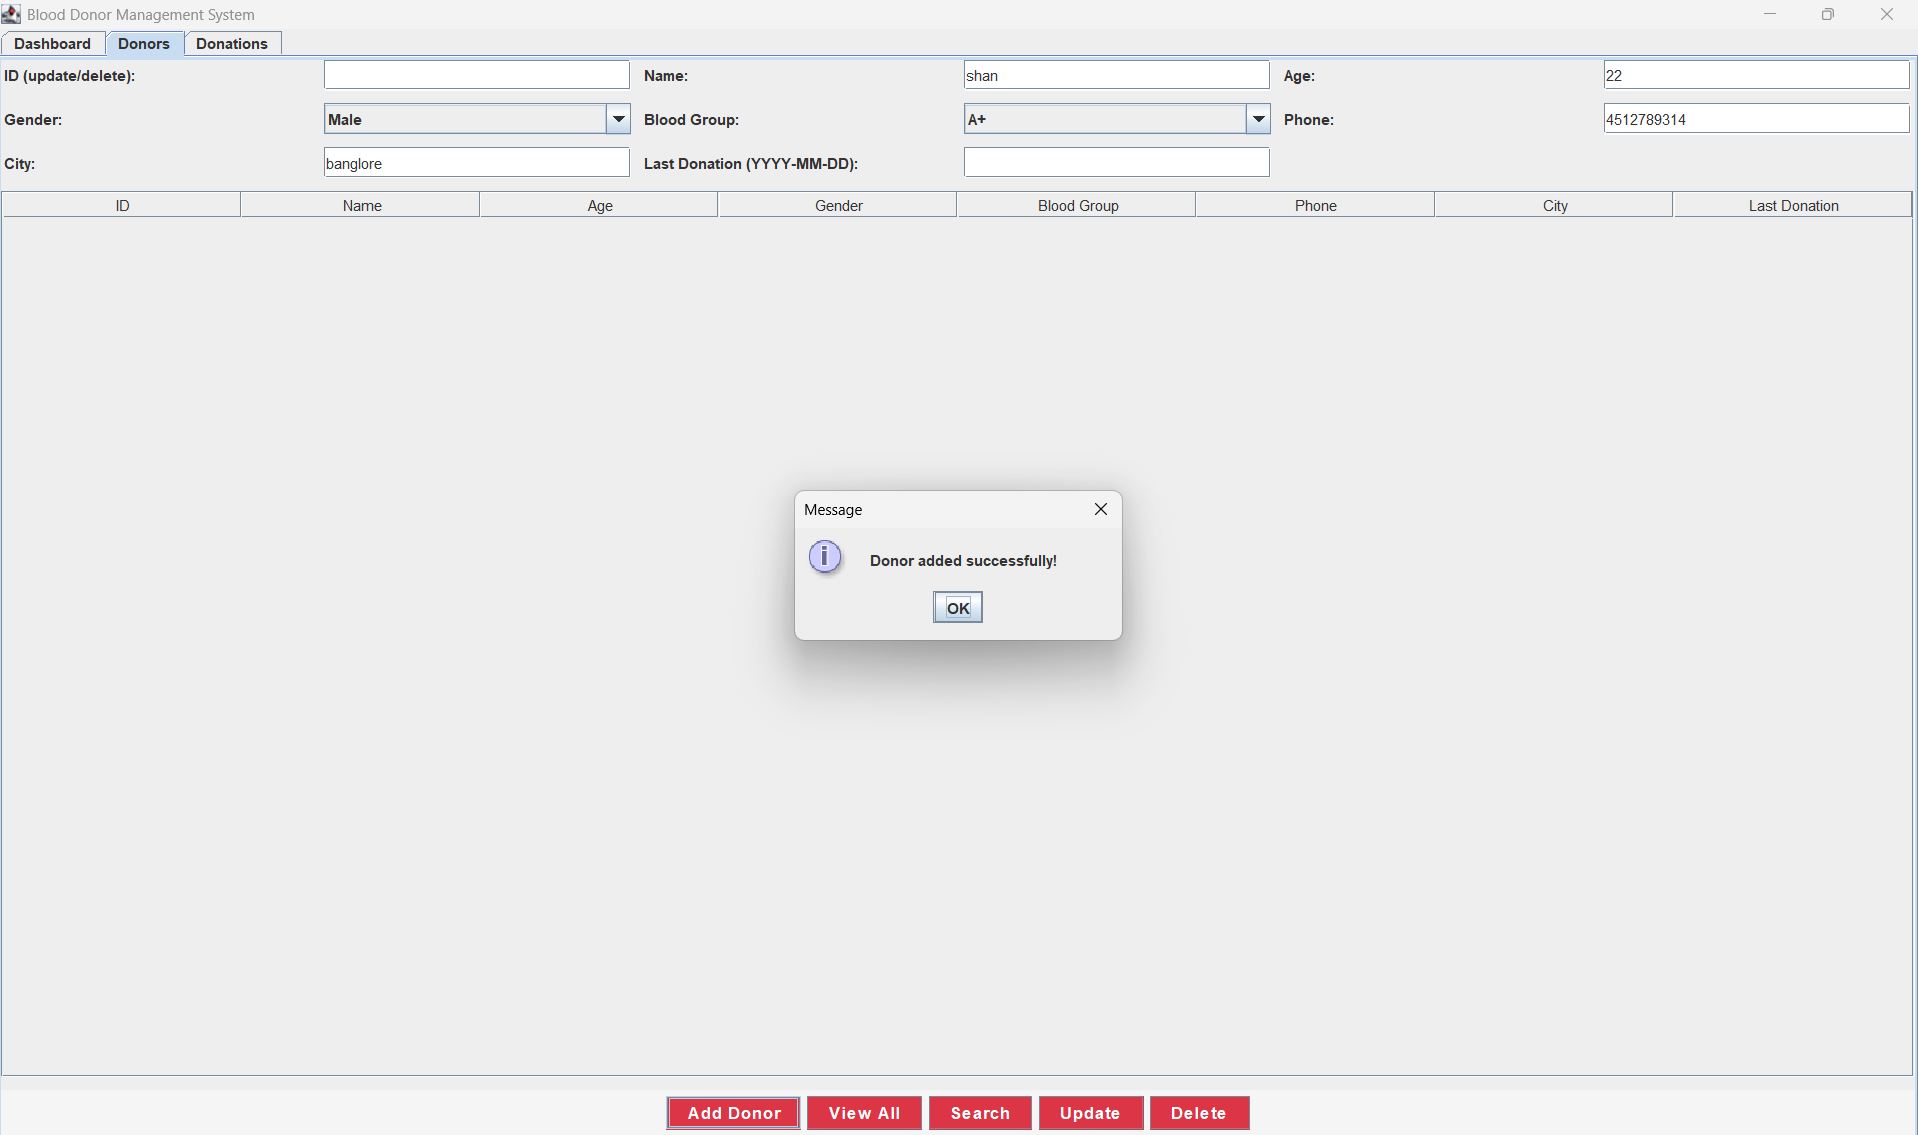 Blood Donor Management System
Dashboard Donors Donations
ID (update/delete): Name: shan Age: 22
Gender: Male Blood Group: A+ Phone: 4512789314
City: banglore Last Donation (YYYY-MM-DD):
ID Name Age Gender Blood Group Phone City Last Donation
Message
i Donor added successfully!
OK
Add Donor View All Search Update Delete